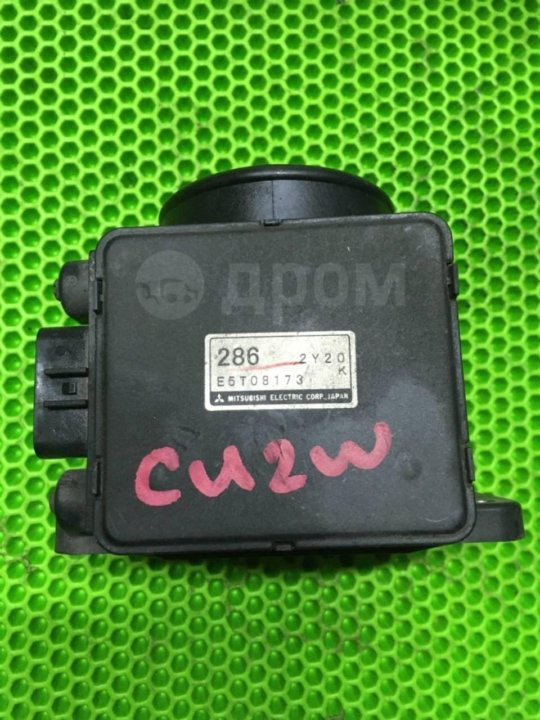 ДРОМ
286 2Y20
E5T08173 K
MITSUBISHI ELECTRIC CORP., JAPAN
CU2W